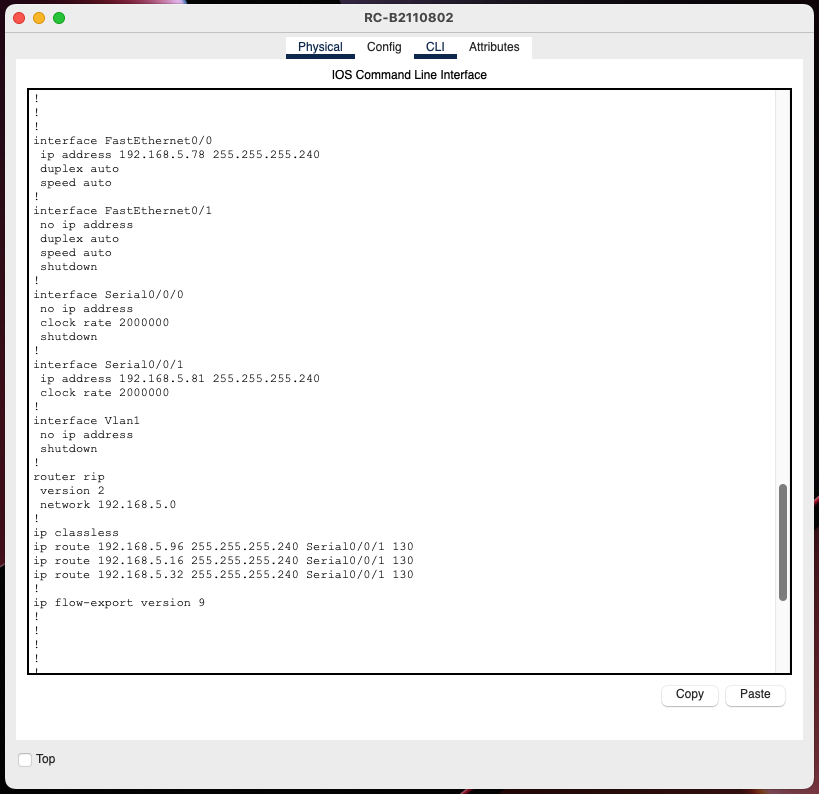 RC-B2110802
Physical Config CLI Attributes
IOS Command Line Interface
!
!
!
interface FastEthernet0/0
 ip address 192.168.5.78 255.255.255.240
 duplex auto
 speed auto
!
interface FastEthernet0/1
 no ip address
 duplex auto
 speed auto
 shutdown
!
interface Serial0/0/0
 no ip address
 clock rate 2000000
 shutdown
!
interface Serial0/0/1
 ip address 192.168.5.81 255.255.255.240
 clock rate 2000000
!
interface Vlan1
 no ip address
 shutdown
!
router rip
 version 2
 network 192.168.5.0
!
ip classless
ip route 192.168.5.96 255.255.255.240 Serial0/0/1 130
ip route 192.168.5.16 255.255.255.240 Serial0/0/1 130
ip route 192.168.5.32 255.255.255.240 Serial0/0/1 130
!
ip flow-export version 9
!
!
!
!
!
Copy Paste
Top